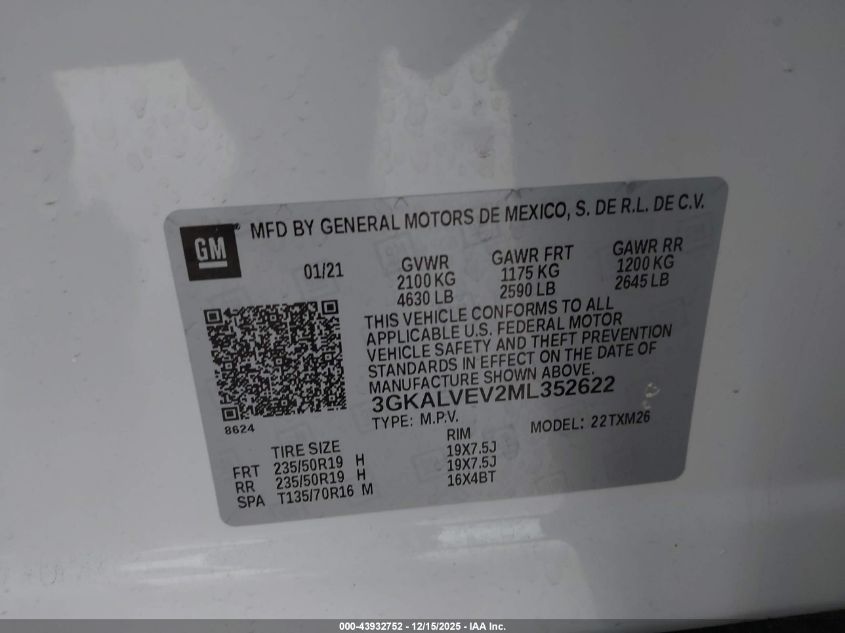 GM
MFD BY GENERAL MOTORS DE MEXICO, S. DE R.L. DE C.V.
01/21
GVWR
2100 KG
4630 LB
GAWR FRT
1175 KG
2590 LB
GAWR RR
1200 KG
2645 LB
THIS VEHICLE CONFORMS TO ALL
APPLICABLE U.S. FEDERAL MOTOR
VEHICLE SAFETY AND THEFT PREVENTION
STANDARDS IN EFFECT ON THE DATE OF
MANUFACTURE SHOWN ABOVE.
3GKALVEV2ML352622
TYPE: M.P.V.
MODEL: 22TXM26
8624
TIRE SIZE RIM
FRT 235/50R19 H 19X7.5J
RR 235/50R19 H 19X7.5J
SPA T135/70R16 M 16X4BT
000-43932752 - 12/15/2025 - IAA Inc.